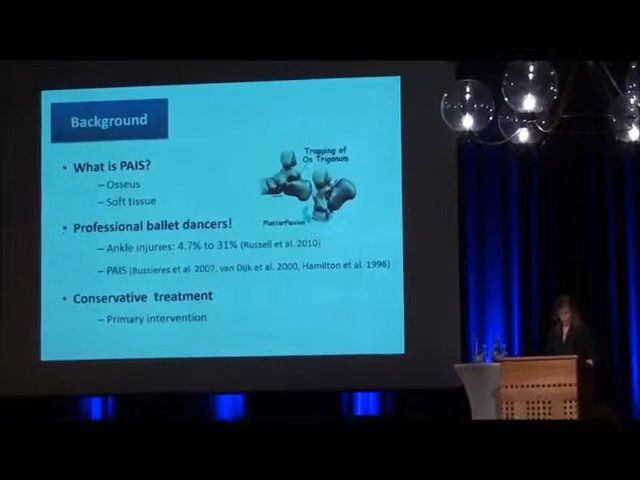 Background
• What is PAIS?
– Osseus
– Soft tissue
Trapping of
Os Trigonum
Plantarflexion
• Professional ballet dancers!
– Ankle injuries: 4.7% to 31% (Russell et al. 2010)
– PAIS (Bussieres et al. 2007, van Dijk et al. 2000, Hamilton et al. 1996)
• Conservative treatment
– Primary intervention